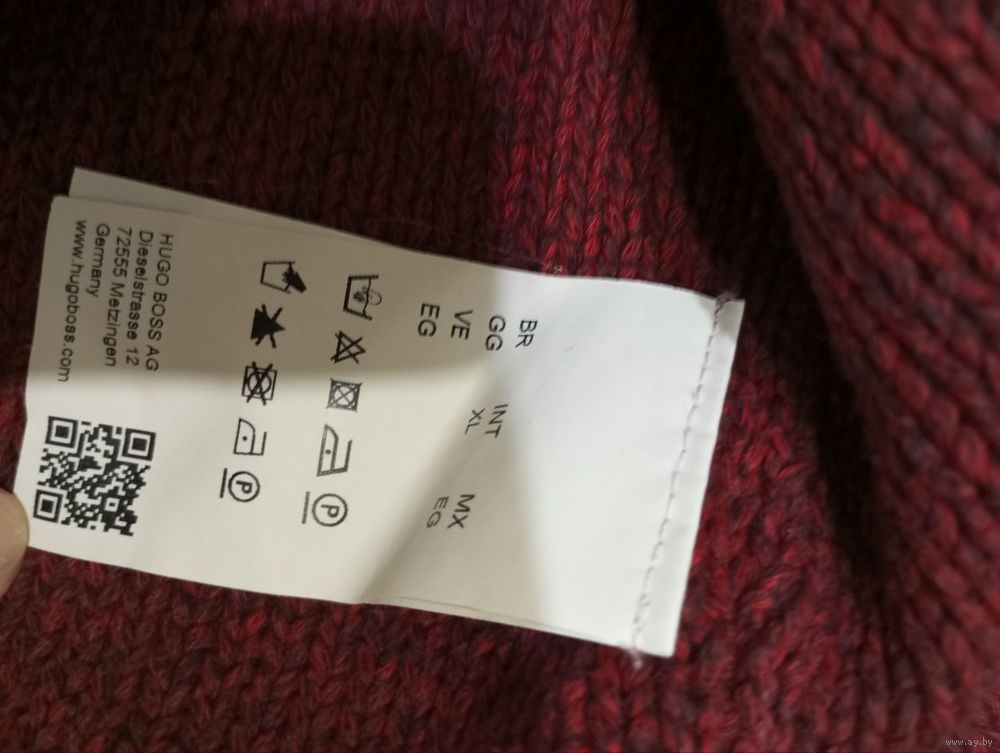 BR INT MX
GG XL EG
VE
EG
P
P
HUGO BOSS AG
Dieselstrasse 12
72555 Metzingen
Germany
www.hugoboss.com
www.ay.by